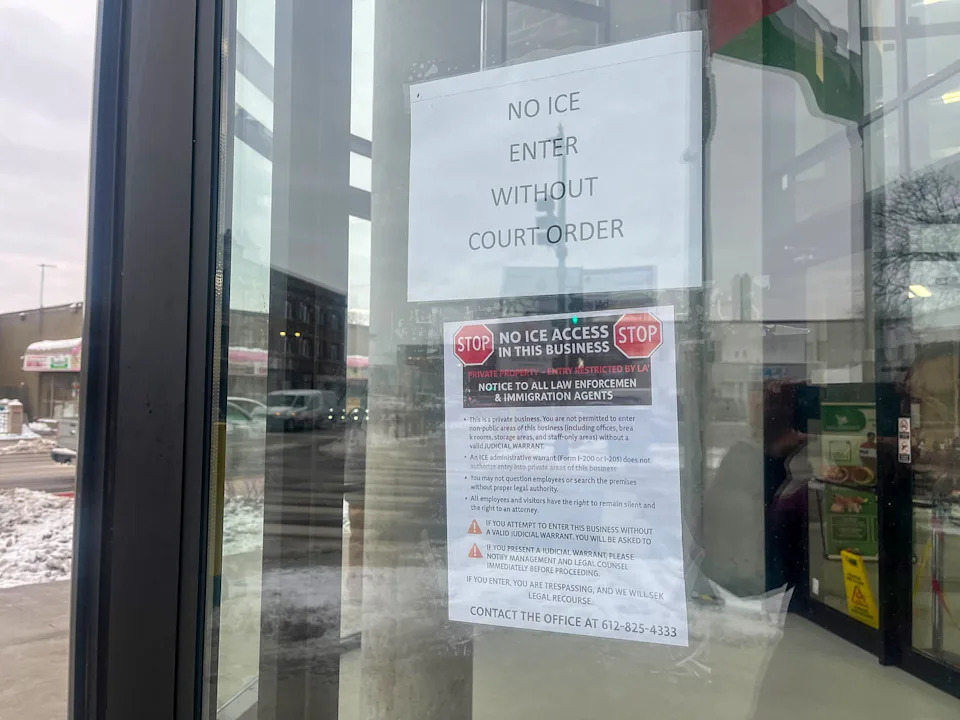 NO ICE
ENTER
WITHOUT
COURT ORDER
STOP
NO ICE ACCESS
IN THIS BUSINESS
STOP
PRIVATE PROPERTY - ENTRY RESTRICTED BY LA
NOTICE TO ALL LAW ENFORCEMEN
& IMMIGRATION AGENTS
• This is a private business. You are not permitted to enter
non-public areas of this business (including offices, brea
k rooms, storage areas, and staff-only areas) without a
valid JUDICIAL WARRANT.
• An ICE administrative warrant (Form I-200 or I-205) does not
authorize entry into private areas of this business
• You may not question employees or search the premises
without proper legal authority.
• All employees and visitors have the right to remain silent and
the right to an attorney.
IF YOU ATTEMPT TO ENTER THIS BUSINESS WITHOUT
A VALID JUDICIAL WARRANT, YOU WILL BE ASKED TO
IF YOU PRESENT A JUDICIAL WARRANT, PLEASE
NOTIFY MANAGEMENT AND LEGAL COUNSEL
IMMEDIATELY BEFORE PROCEEDING.
IF YOU ENTER, YOU ARE TRESPASSING, AND WE WILL SEK
LEGAL RECOURSE.
CONTACT THE OFFICE AT 612-825-4333